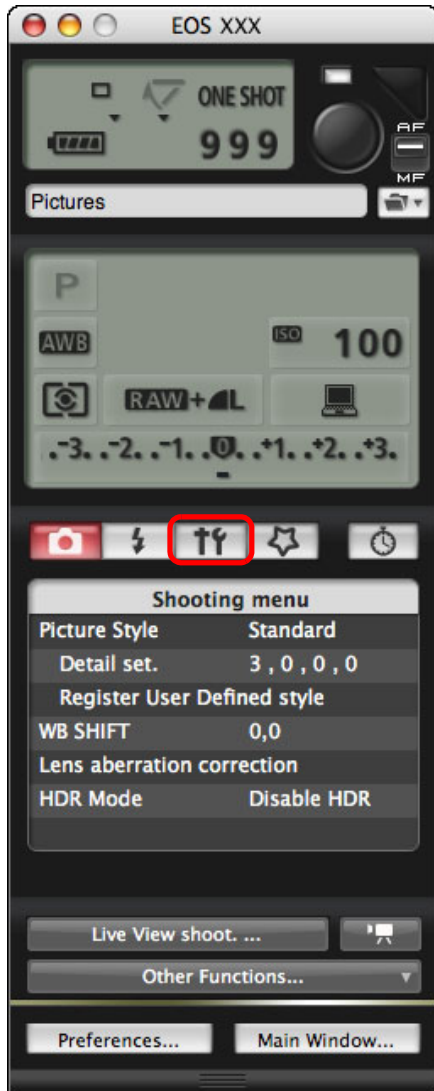 EOS XXX
ONE SHOT
999
AF
MF
Pictures
P
AWB
ISO 100
RAW+L
.-3. .-2. .-1. .0. .+1. .+2. .+3.
Shooting menu
Picture Style Standard
Detail set. 3 , 0 , 0 , 0
Register User Defined style
WB SHIFT 0,0
Lens aberration correction
HDR Mode Disable HDR
Live View shoot. ...
Other Functions...
Preferences... Main Window...